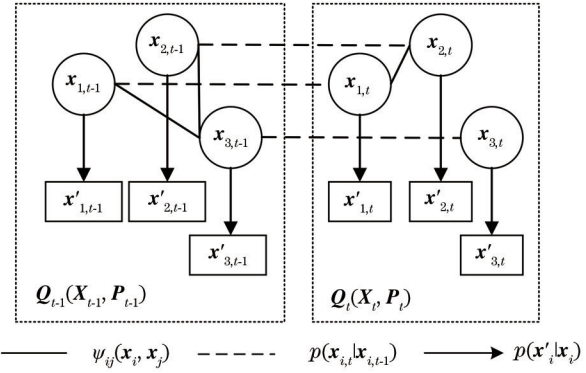 x2,t-1
x2,t
x1,t-1
x1,t
x3,t-1
x3,t
x′1,t-1
x′2,t-1
x′1,t
x′2,t
x′3,t-1
x′3,t
Qt-1(Xt-1, Pt-1)
Qt(Xt, Pt)
ψij(xi, xj)
p(xi,t|xi,t-1)
p(x′i|xi)